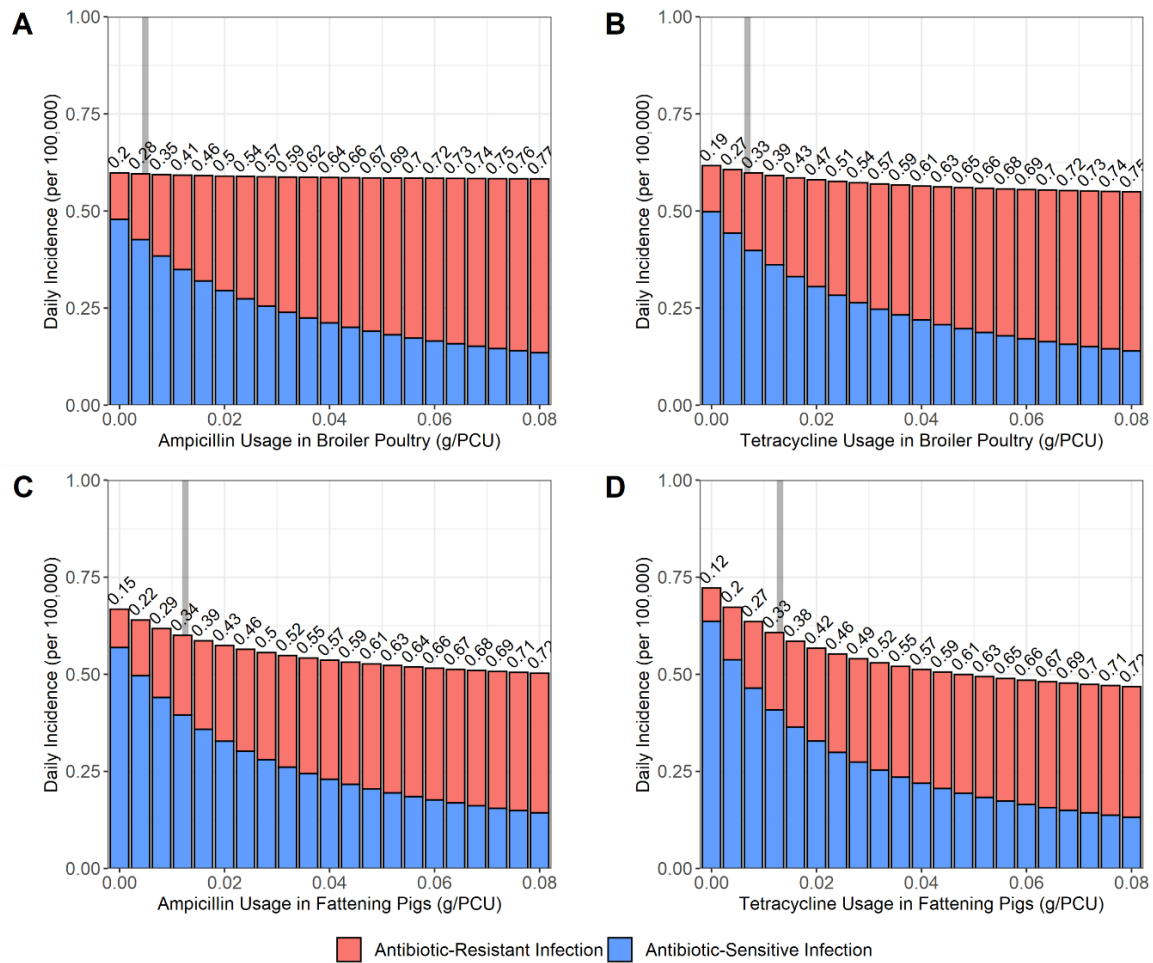 A
Daily Incidence (per 100,000)
1.00
0.75
0.50
0.25
0.00
0.2 0.28 0.35 0.41 0.46 0.5 0.54 0.57 0.59 0.62 0.64 0.66 0.67 0.69 0.7 0.72 0.73 0.74 0.75 0.76 0.77
0.00 0.02 0.04 0.06 0.08
Ampicillin Usage in Broiler Poultry (g/PCU)
B
Daily Incidence (per 100,000)
1.00
0.75
0.50
0.25
0.00
0.19 0.27 0.33 0.39 0.43 0.47 0.51 0.54 0.57 0.59 0.61 0.63 0.65 0.66 0.68 0.69 0.7 0.72 0.73 0.74 0.75
0.00 0.02 0.04 0.06 0.08
Tetracycline Usage in Broiler Poultry (g/PCU)
C
Daily Incidence (per 100,000)
1.00
0.75
0.50
0.25
0.00
0.15 0.22 0.29 0.34 0.39 0.43 0.46 0.5 0.52 0.55 0.57 0.59 0.61 0.63 0.64 0.66 0.67 0.68 0.69 0.71
0.00 0.02 0.04 0.06 0.08
Ampicillin Usage in Fattening Pigs (g/PCU)
D
Daily Incidence (per 100,000)
1.00
0.75
0.50
0.25
0.00
0.12 0.2 0.27 0.33 0.38 0.42 0.46 0.49 0.52 0.55 0.57 0.59 0.61 0.63 0.65 0.66 0.67 0.69 0.7 0.71
0.00 0.02 0.04 0.06 0.08
Tetracycline Usage in Fattening Pigs (g/PCU)
Antibiotic-Resistant Infection Antibiotic-Sensitive Infection